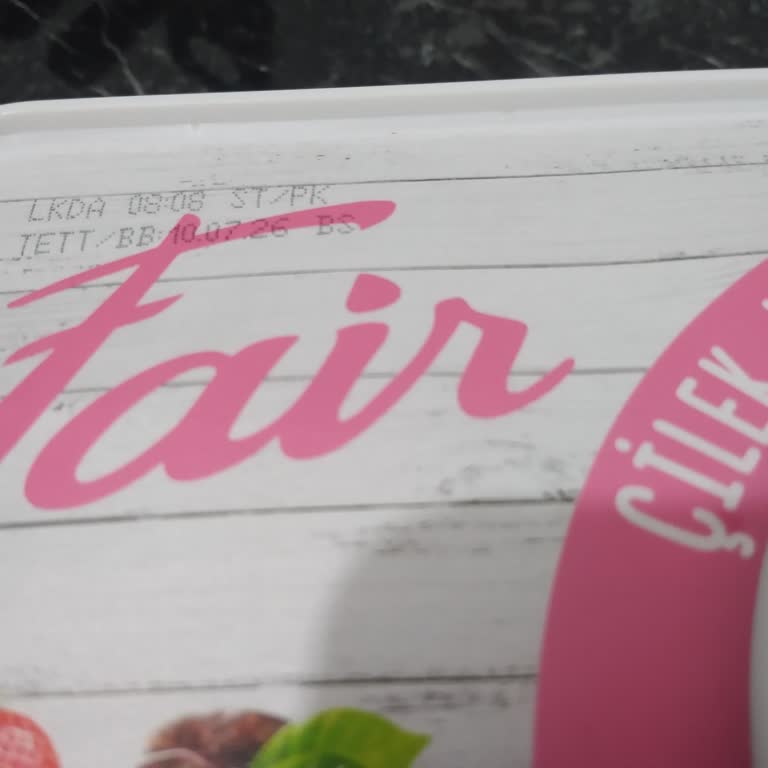 LKDA 08:08 ST/PK
TETT/BB:10.07.26 BS
Fair
ÇİLEK